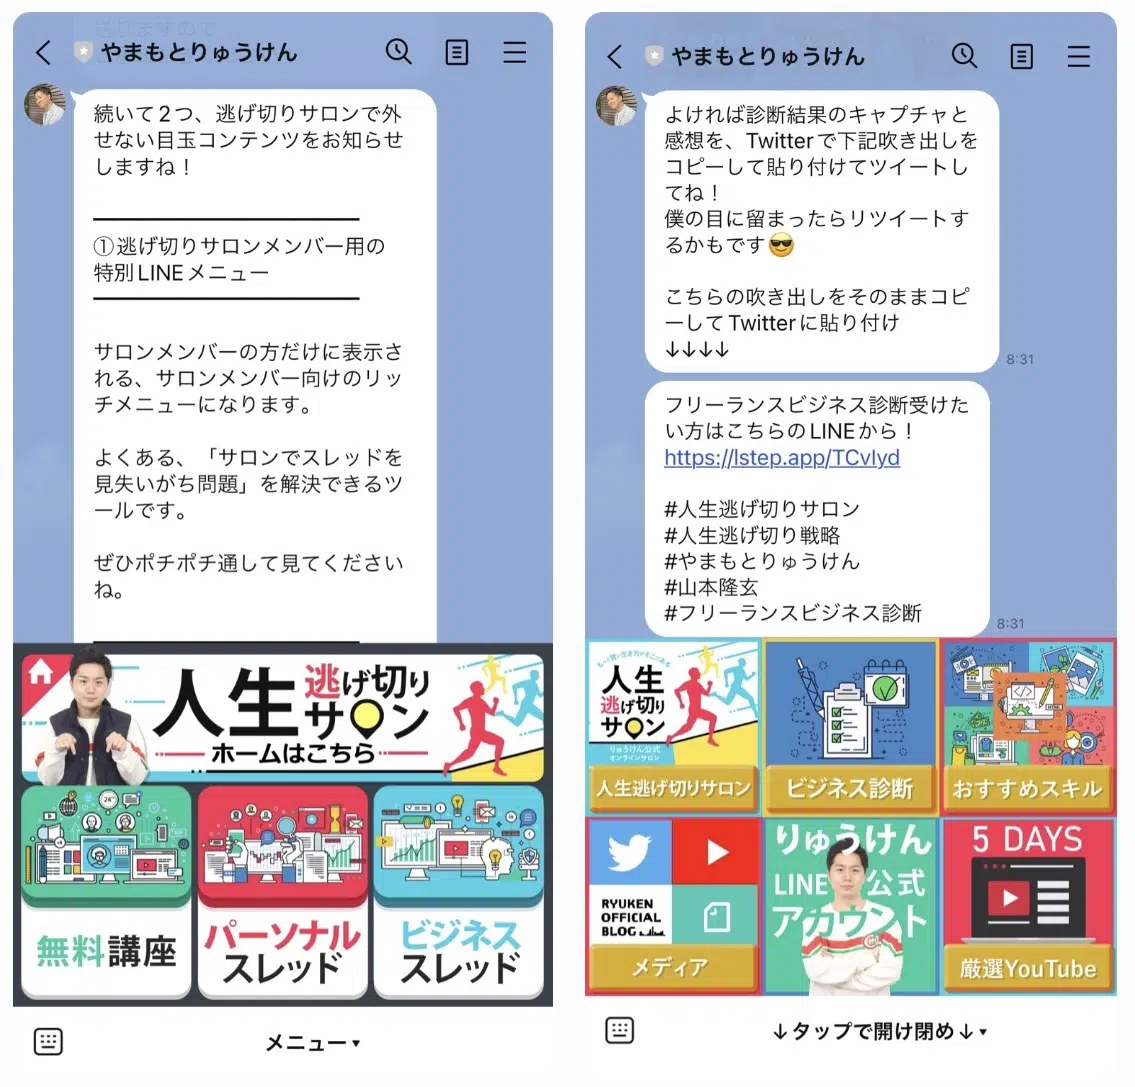 やまもとりゅうけん
続いて2つ、逃げ切りサロンで外
せない目玉コンテンツをお知らせ
しますね！
①逃げ切りサロンメンバー用の
特別LINEメニュー
サロンメンバーの方だけに表示さ
れる、サロンメンバー向けのリッ
チメニューになります。
よくある、「サロンでスレッドを
見失いがち問題」を解決できるツ
ールです。
ぜひポチポチ通して見てください
ね。
人生逃げ切り
サロン
ホームはこちら
無料講座
パーソナル
スレッド
ビジネス
スレッド
メニュー▾
やまもとりゅうけん
よければ診断結果のキャプチャと
感想を、Twitterで下記吹き出しを
コピーして貼り付けてツイートし
てね！
僕の目に留まったらリツイートす
るかもです😎
こちらの吹き出しをそのままコピ
ーしてTwitterに貼り付け
↓↓↓↓
8:31
フリーランスビジネス診断受けた
い方はこちらのLINEから！
https://lstep.app/TCvlyd
#人生逃げ切りサロン
#人生逃げ切り戦略
#やまもとりゅうけん
#山本隆玄
#フリーランスビジネス診断
8:31
人生
逃げ切り
サロン
りゅうけん公式
オンラインサロン
人生逃げ切りサロン
ビジネス診断
おすすめスキル
RYUKEN
OFFICIAL
BLOG
メディア
りゅうけん
LINE公式
アカウント
5 DAYS
厳選YouTube
↓タップで開け閉め↓▾